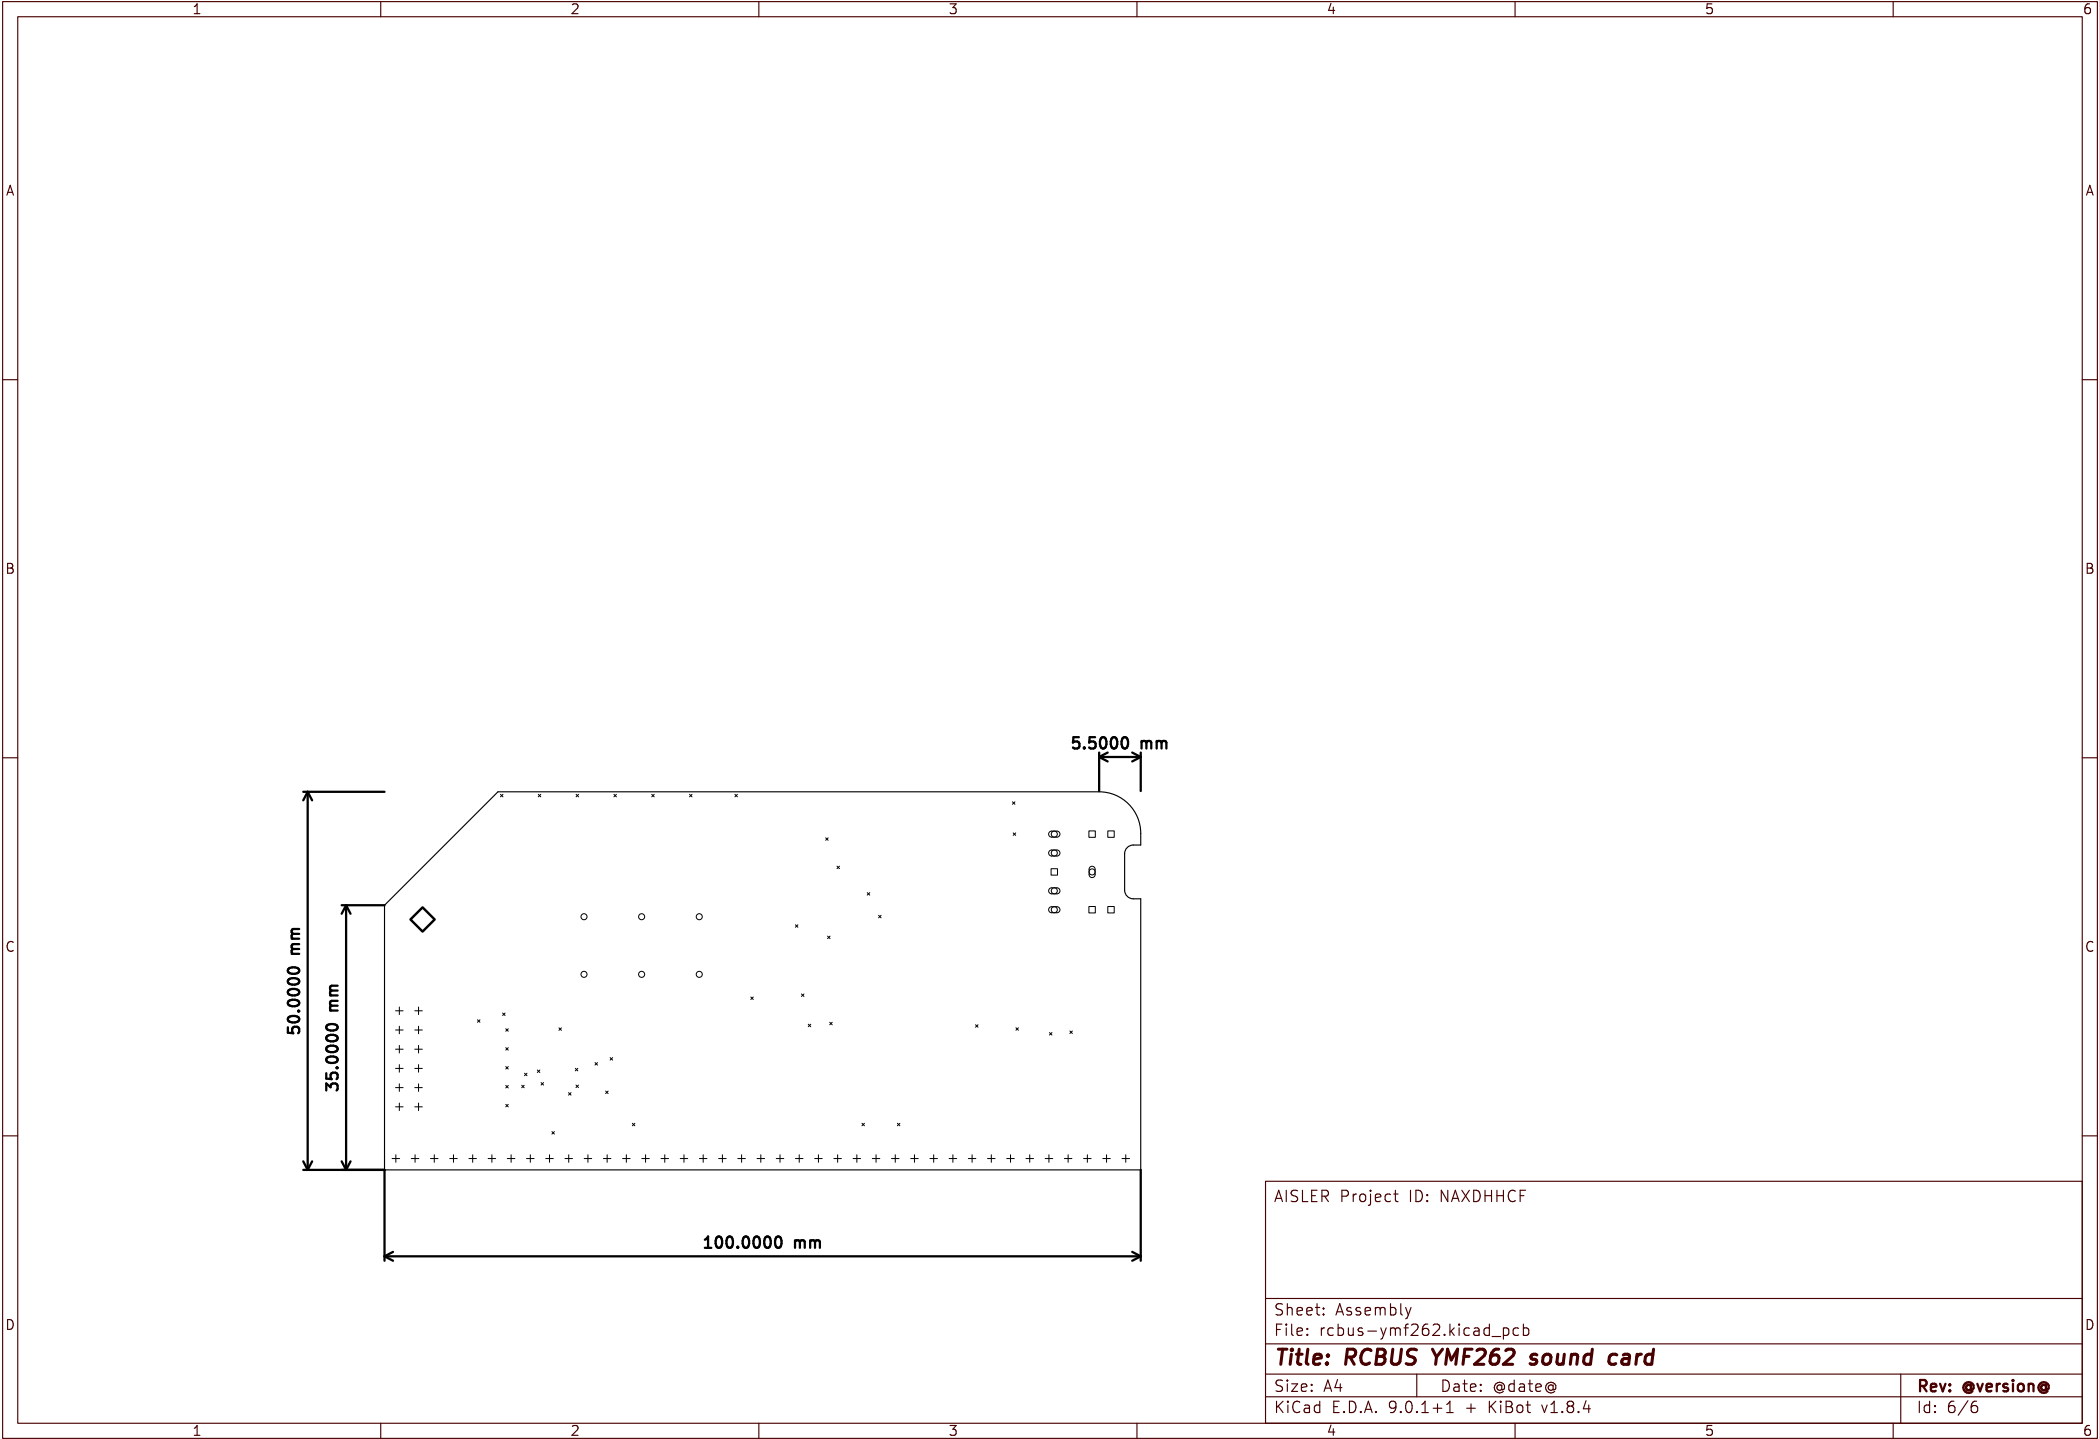 1 2 3 4 5 6
A A
B B
5.5000 mm
50.0000 mm
35.0000 mm
C C
100.0000 mm
AISLER Project ID: NAXDHHCF
Sheet: Assembly
File: rcbus-ymf262.kicad_pcb
D D
Title: RCBUS YMF262 sound card
Size: A4 Date: @date@ Rev: @version@
KiCad E.D.A. 9.0.1+1 + KiBot v1.8.4 Id: 6/6
1 2 3 4 5 6